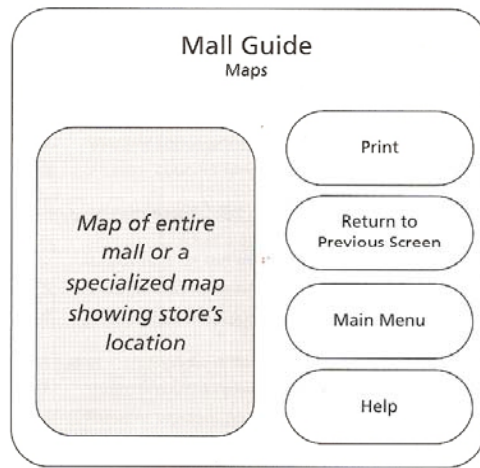 Mall Guide
Maps
Map of entire
mall or a
specialized map
showing store's
location
Print
Return to
Previous Screen
Main Menu
Help